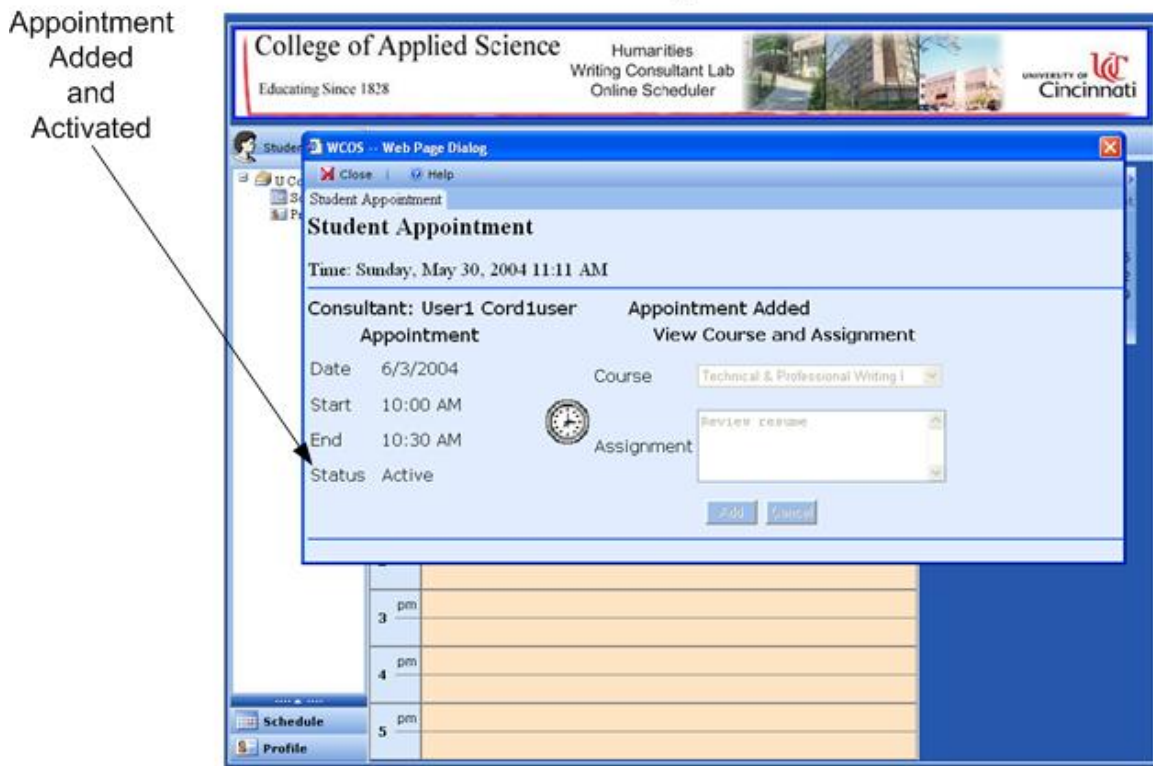 Appointment
Added
and
Activated
College of Applied Science
Educating Since 1828
Humanities
Writing Consultant Lab
Online Scheduler
UNIVERSITY OF
Cincinnati
WCOS -- Web Page Dialog
Close | Help
Student Appointment
Student Appointment
Time: Sunday, May 30, 2004 11:11 AM
Consultant: User1 Cord1user Appointment Added
Appointment View Course and Assignment
Date 6/3/2004
Course Technical & Professional Writing I
Start 10:00 AM
Review resume
End 10:30 AM
Assignment
Status Active
Add Cancel
3 pm
4 pm
5 pm
Schedule
Profile